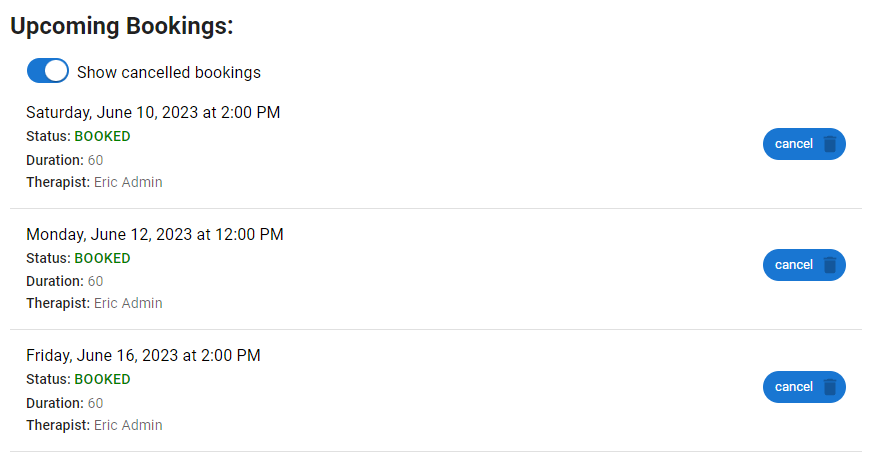 Upcoming Bookings:
Show cancelled bookings
Saturday, June 10, 2023 at 2:00 PM
Status: BOOKED
cancel
Duration: 60
Therapist: Eric Admin
Monday, June 12, 2023 at 12:00 PM
Status: BOOKED
cancel
Duration: 60
Therapist: Eric Admin
Friday, June 16, 2023 at 2:00 PM
Status: BOOKED
cancel
Duration: 60
Therapist: Eric Admin